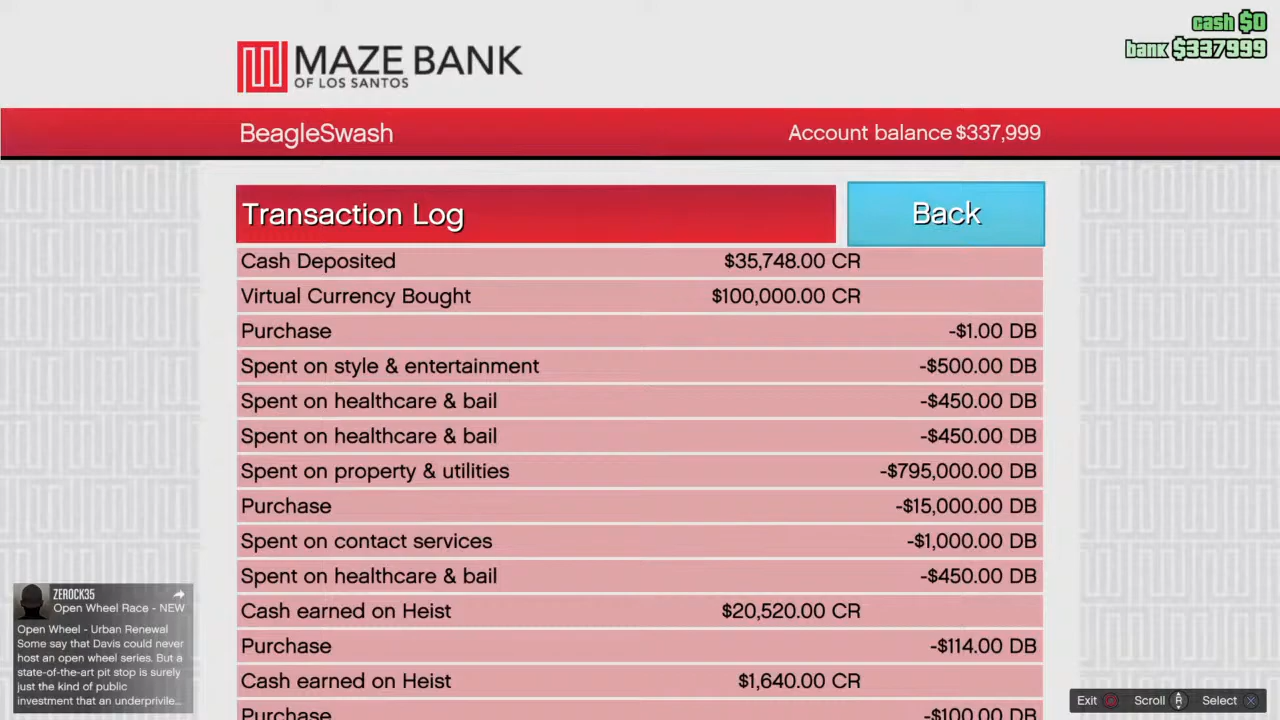 cash $0
bank $337999
MAZE BANK
OF LOS SANTOS
BeagleSwash
Account balance $337,999
Transaction Log
Back
Cash Deposited $35,748.00 CR
Virtual Currency Bought $100,000.00 CR
Purchase -$1.00 DB
Spent on style & entertainment -$500.00 DB
Spent on healthcare & bail -$450.00 DB
Spent on healthcare & bail -$450.00 DB
Spent on property & utilities -$795,000.00 DB
Purchase -$15,000.00 DB
Spent on contact services -$1,000.00 DB
Spent on healthcare & bail -$450.00 DB
Cash earned on Heist $20,520.00 CR
Purchase -$114.00 DB
Cash earned on Heist $1,640.00 CR
Purchase -$100.00 DB
ZEROCK35
Open Wheel Race - NEW
Open Wheel - Urban Renewal
Some say that Davis could never
host an open wheel series. But a
state-of-the-art pit stop is surely
just the kind of public
investment that an underprivile...
Exit Scroll R Select